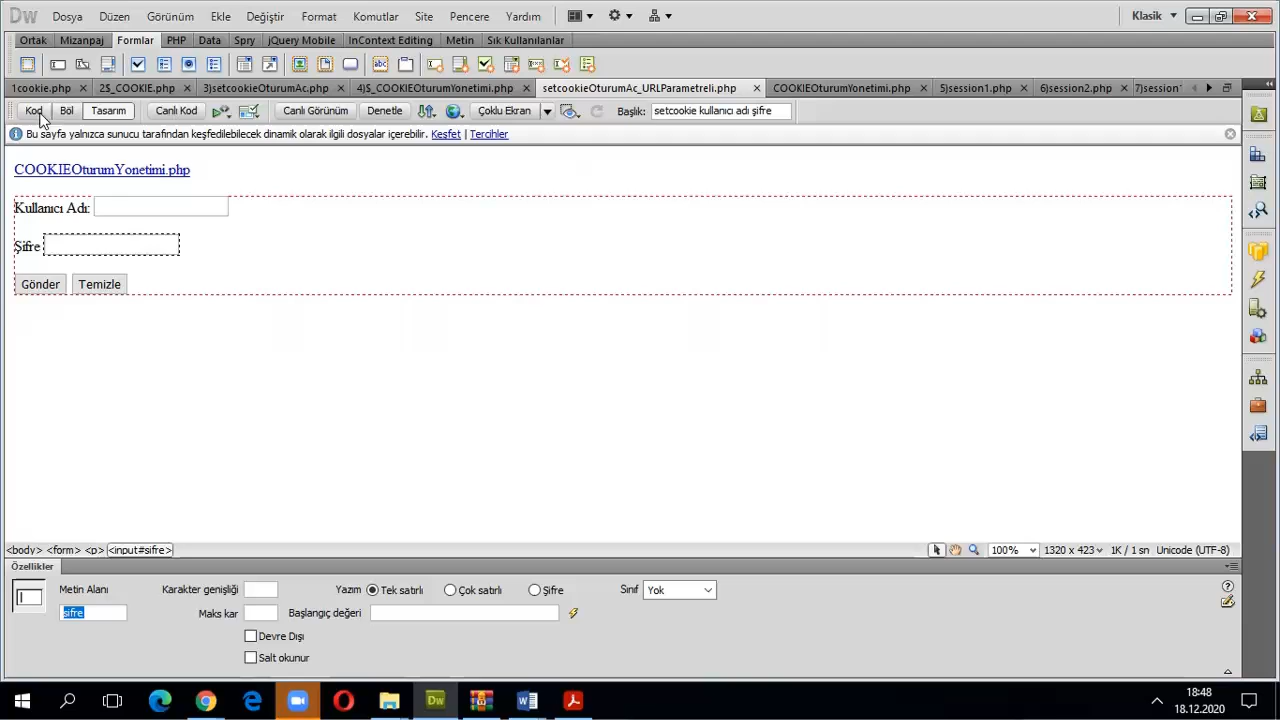 Dw Dosya Düzen Görünüm Ekle Değiştir Format Komutlar Site Pencere Yardım Klasik
Ortak Mizanpaj Formlar PHP Data Spry jQuery Mobile InContext Editing Metin Sık Kullanılanlar
1cookie.php 2$_COOKIE.php 3)setcookieOturumAc.php 4)$_COOKIEOturumYonetimi.php setcookieOturumAc_URLParametreli.php COOKIEOturumYonetimi.php 5)session1.php 6)session2.php 7)session
Kod Böl Tasarım Canlı Kod Canlı Görünüm Denetle Çoklu Ekran Başlık: setcookie kullanıcı adı şifre
Bu sayfa yalnızca sunucu tarafından keşfedilebilecek dinamik olarak ilgili dosyalar içerebilir. Keşfet | Tercihler
COOKIEOturumYonetimi.php
Kullanıcı Adı:
Şifre
Gönder Temizle
<body> <form> <p> <input#sifre> 100% 1320 x 423 1K / 1 sn Unicode (UTF-8)
Özellikler
Metin Alanı Karakter genişliği Yazım Tek satırlı Çok satırlı Şifre Sınıf Yok
sifre Maks kar Başlangıç değeri
Devre Dışı
Salt okunur
18:48
18.12.2020